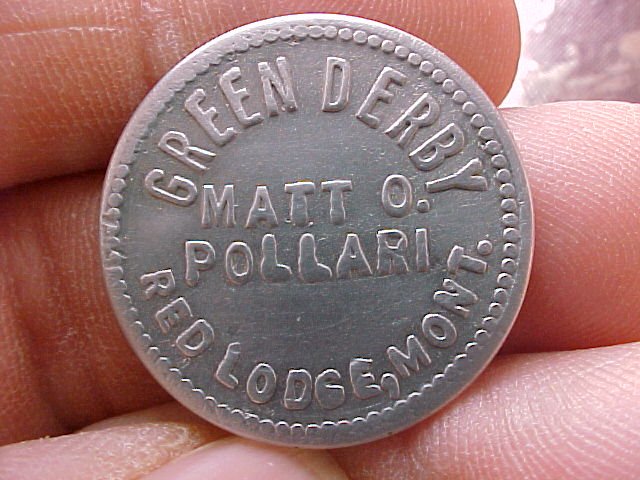 GREEN DERBY
MATT O.
POLLARI
RED LODGE, MONT.